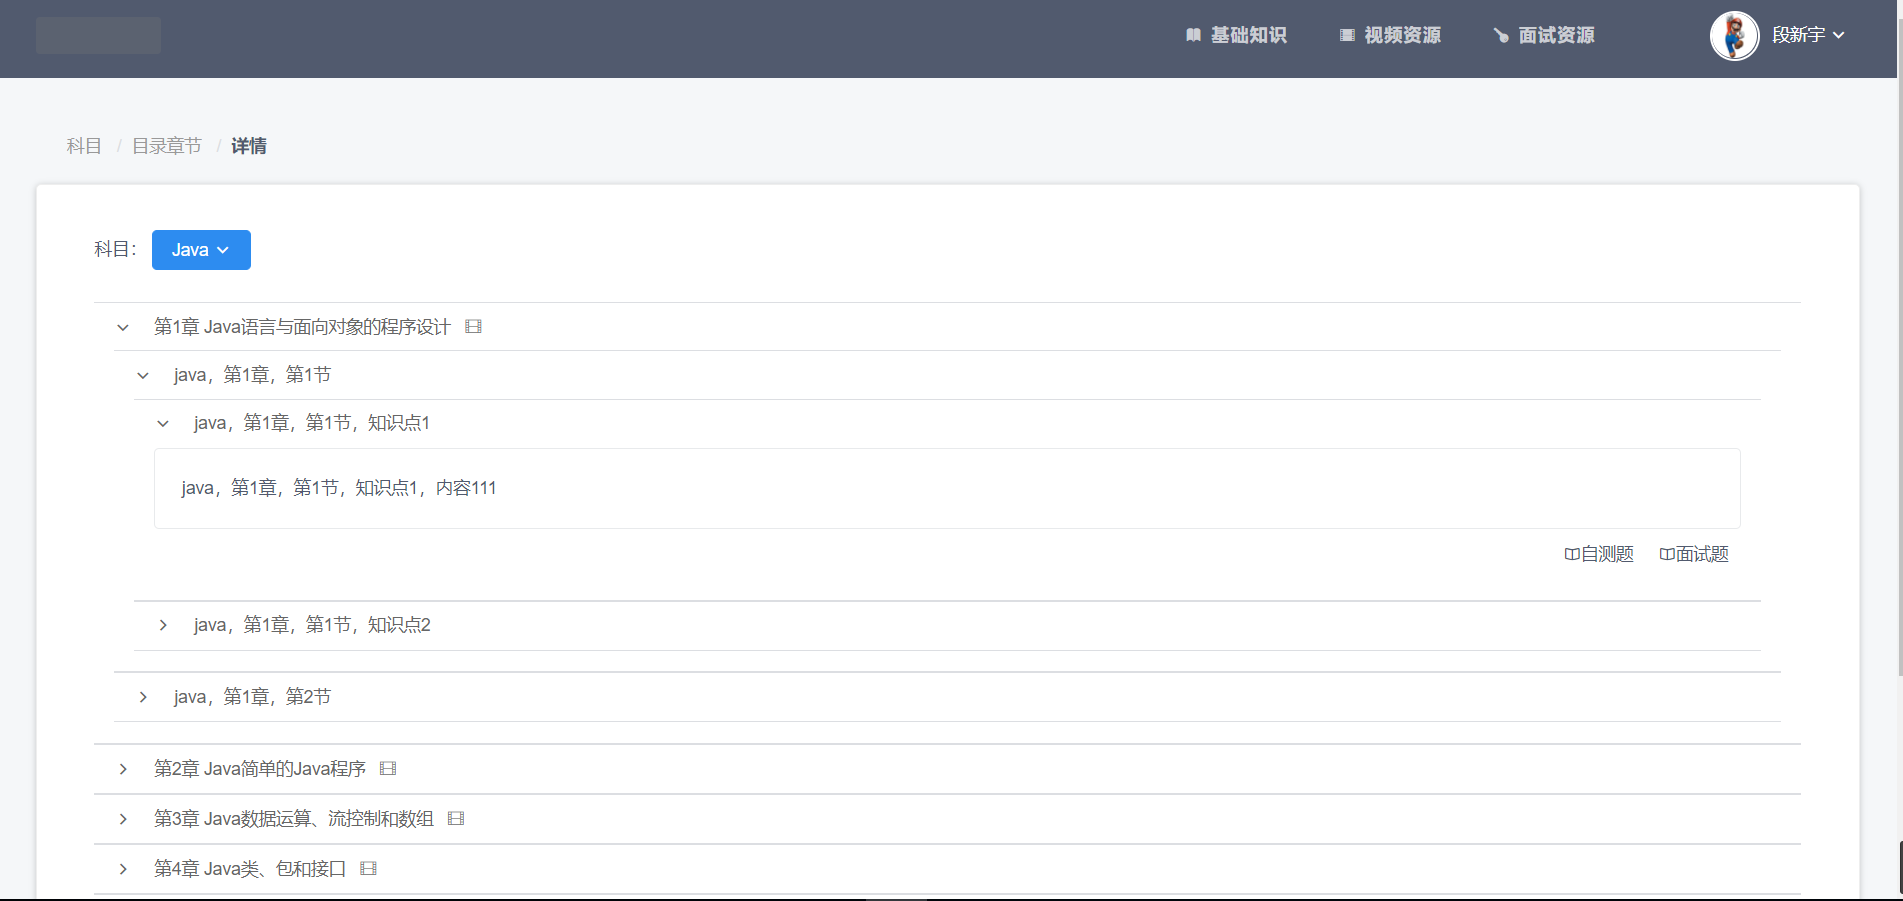 基础知识 视频资源 面试资源 段新宇
科目 / 目录章节 / 详情
科目： Java
第1章 Java语言与面向对象的程序设计
java，第1章，第1节
java，第1章，第1节，知识点1
java，第1章，第1节，知识点1，内容111
自测题 面试题
java，第1章，第1节，知识点2
java，第1章，第2节
第2章 Java简单的Java程序
第3章 Java数据运算、流控制和数组
第4章 Java类、包和接口